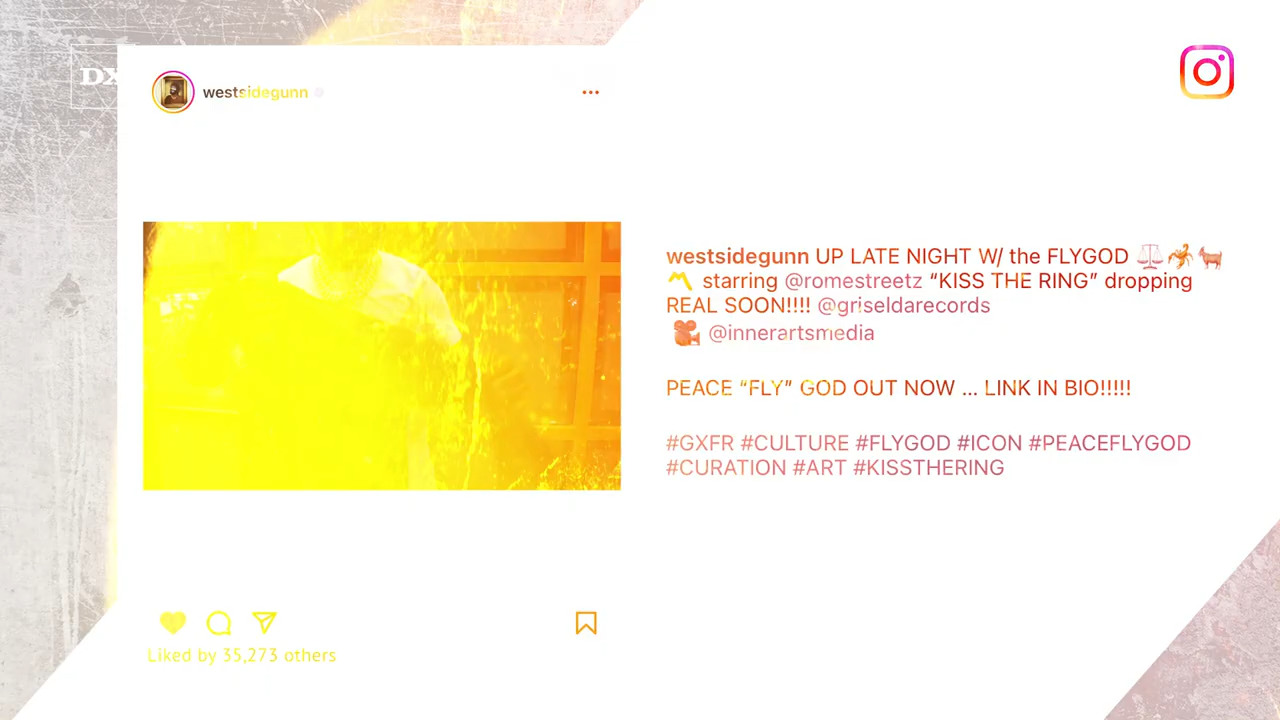 DX
westsidegunn
westsidegunn UP LATE NIGHT W/ the FLYGOD ⚖️🦂🐐
〽️ starring @romestreetz “KISS THE RING” dropping
REAL SOON!!!! @griseldarecords
🎥 @innerartsmedia
PEACE “FLY” GOD OUT NOW ... LINK IN BIO!!!!!
#GXFR #CULTURE #FLYGOD #ICON #PEACEFLYGOD
#CURATION #ART #KISSTHERING
Liked by 35,273 others